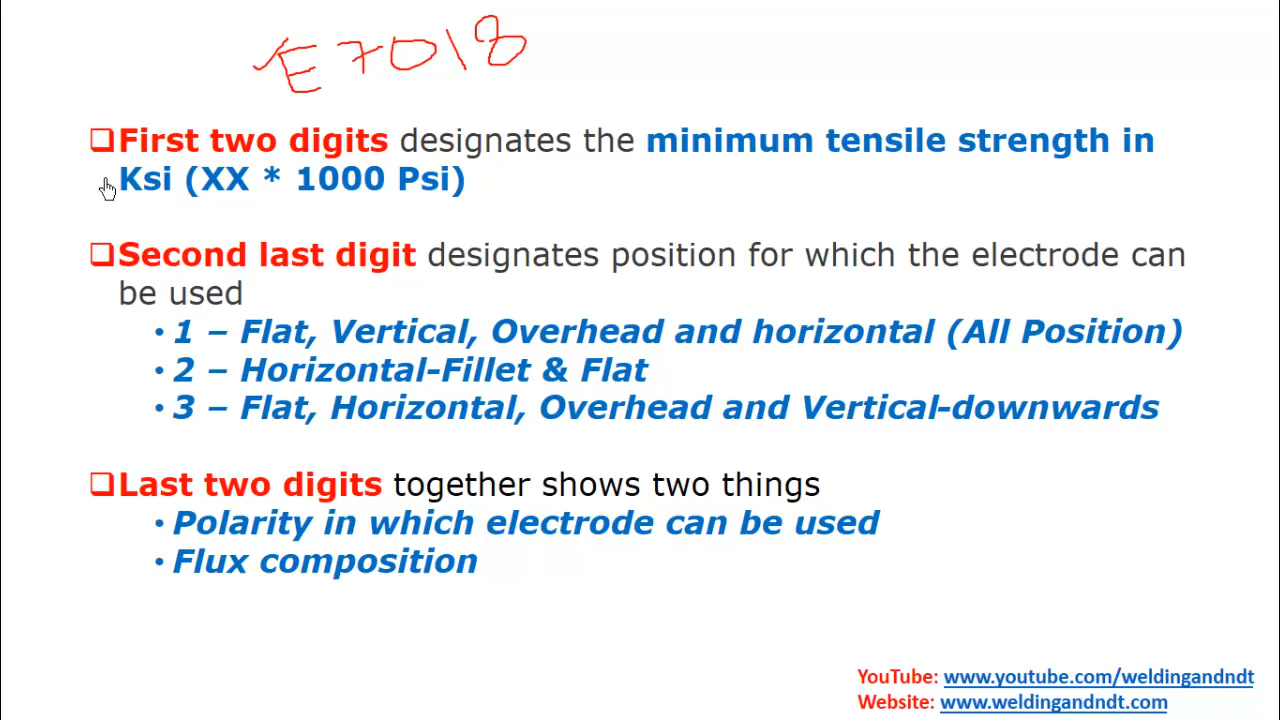 E7018
First two digits designates the minimum tensile strength in
Ksi (XX * 1000 Psi)
Second last digit designates position for which the electrode can
be used
• 1 – Flat, Vertical, Overhead and horizontal (All Position)
• 2 – Horizontal-Fillet & Flat
• 3 – Flat, Horizontal, Overhead and Vertical-downwards
Last two digits together shows two things
• Polarity in which electrode can be used
• Flux composition
YouTube: www.youtube.com/weldingandndt
Website: www.weldingandndt.com